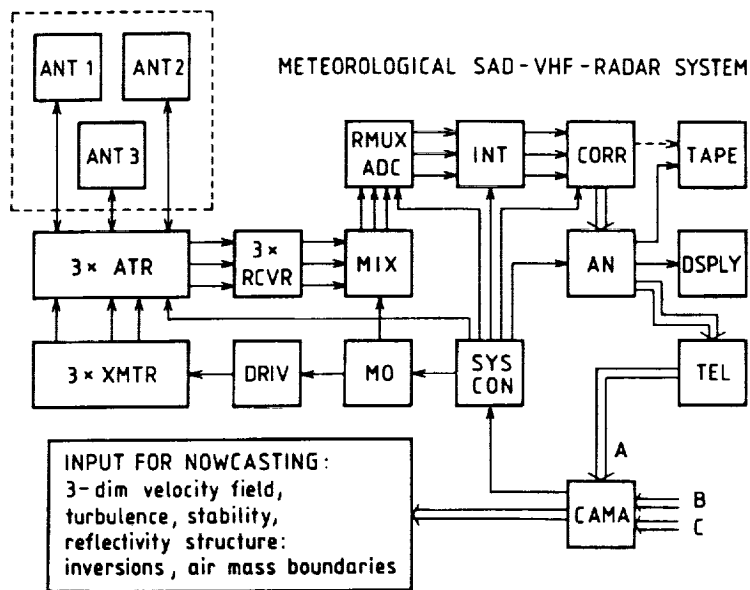 ANT 1
ANT 2
ANT 3
METEOROLOGICAL SAD-VHF-RADAR SYSTEM
RMUX
ADC
INT
CORR
TAPE
3× ATR
3×
RCVR
MIX
AN
DSPLY
3× XMTR
DRIV
MO
SYS
CON
TEL
A
INPUT FOR NOWCASTING:
3-dim velocity field,
turbulence, stability,
reflectivity structure:
inversions, air mass boundaries
CAMA
B
C